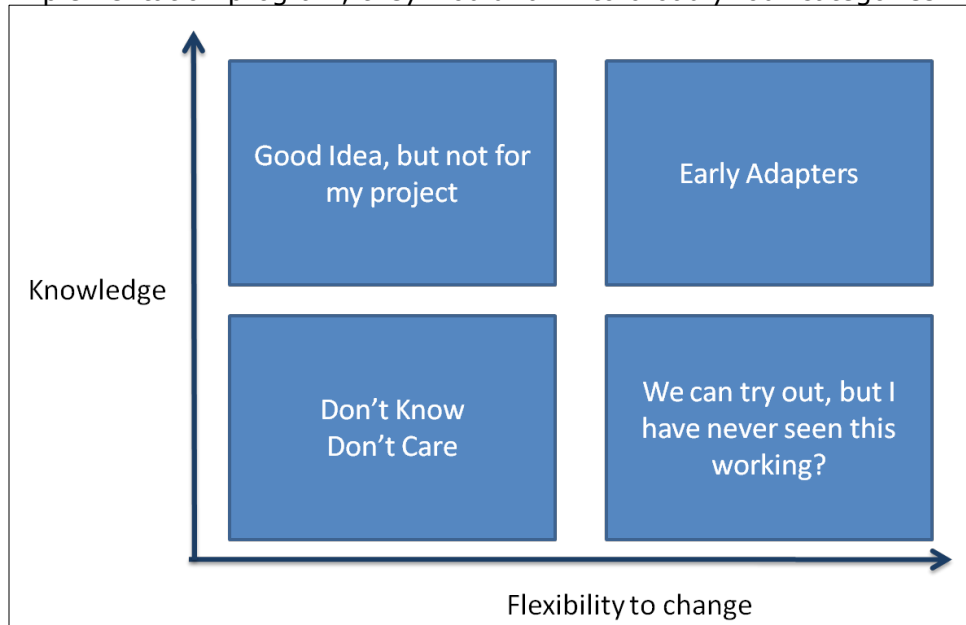 Good Idea, but not for
my project
Early Adapters
Knowledge
Don’t Know
Don’t Care
We can try out, but I
have never seen this
working?
Flexibility to change